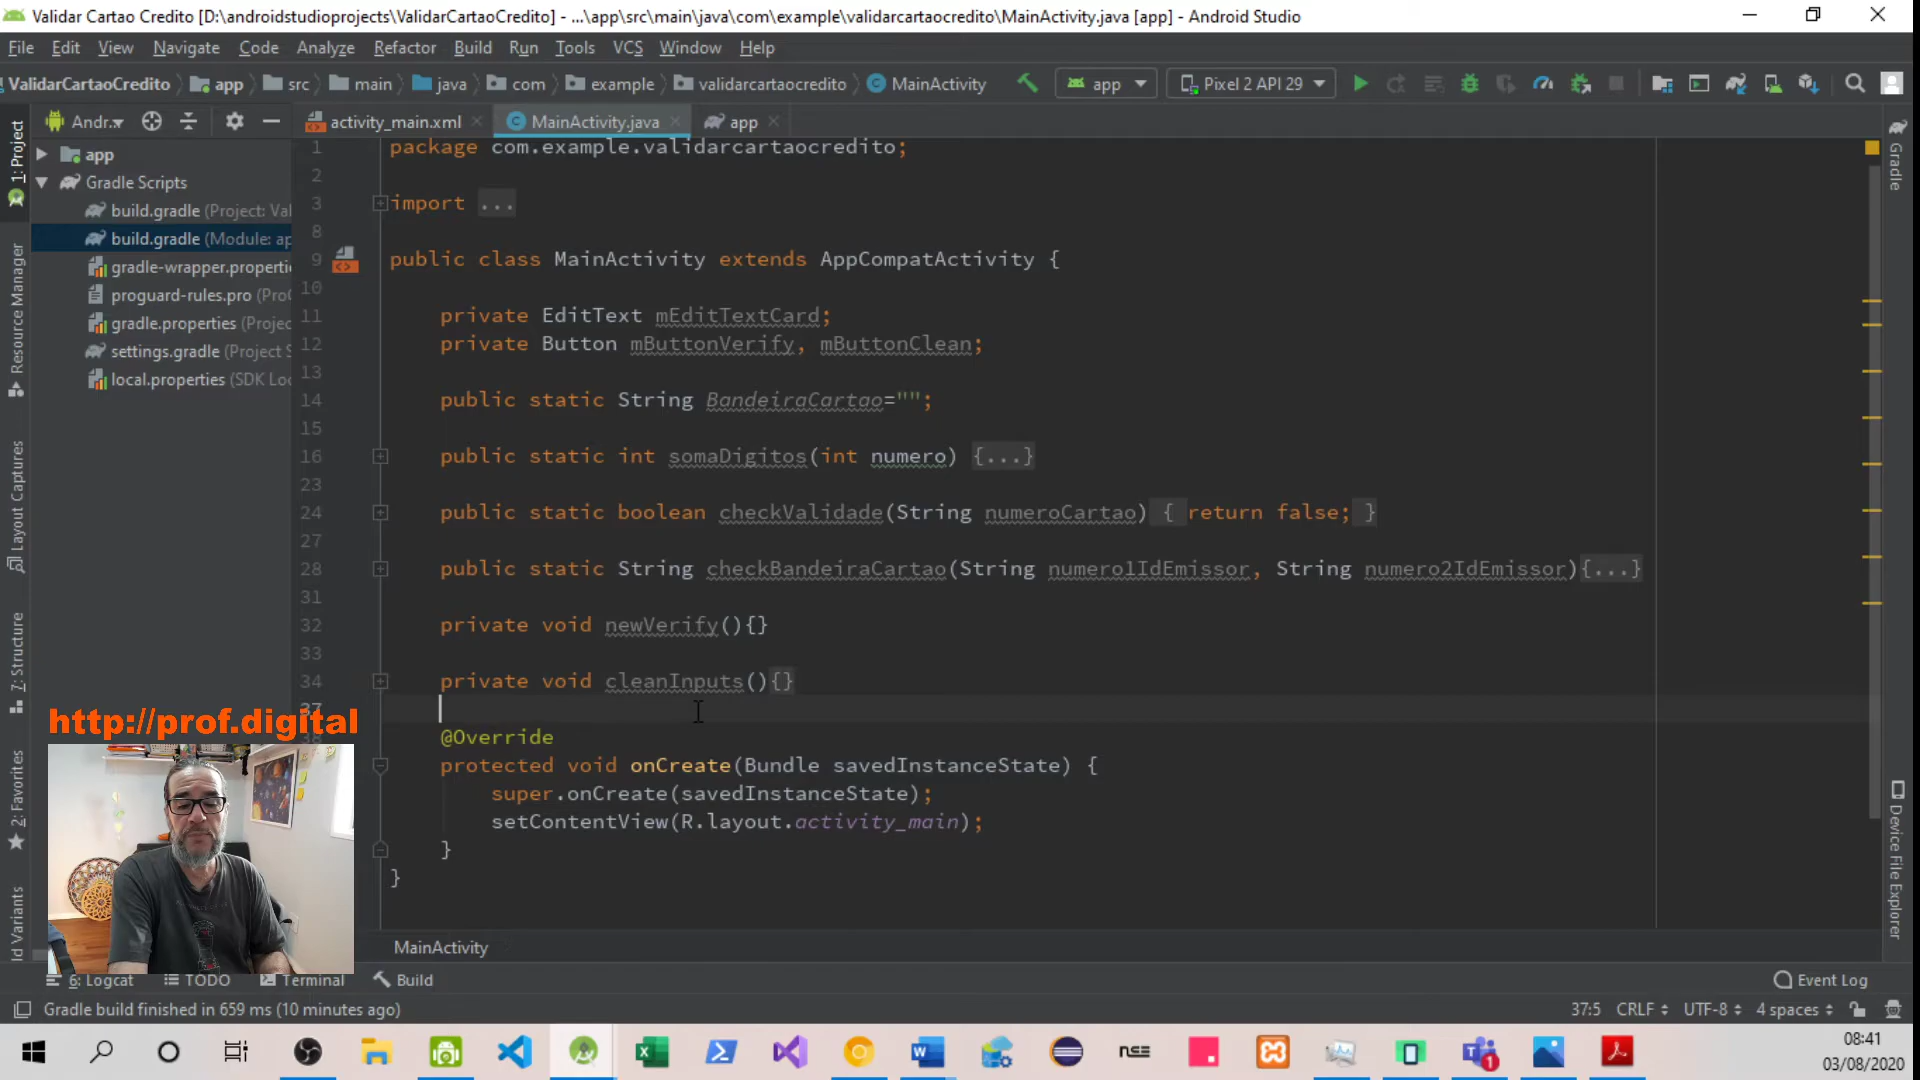 Validar Cartao Credito [D:\androidstudioprojects\ValidarCartaoCredito] - ...\app\src\main\java\com\example\validarcartaocredito\MainActivity.java [app] - Android Studio
File Edit View Navigate Code Analyze Refactor Build Run Tools VCS Window Help
ValidarCartaoCredito app src main java com example validarcartaocredito MainActivity app Pixel 2 API 29
Andr... activity_main.xml MainActivity.java app
1: Project
Resource Manager
Layout Captures
7: Structure
2: Favorites
ld Variants
app
Gradle Scripts
build.gradle (Project: Val
build.gradle (Module: ap
gradle-wrapper.properti
proguard-rules.pro (Pro
gradle.properties (Projec
settings.gradle (Project S
local.properties (SDK Loc
1 package com.example.validarcartaocredito;
2
3 import ...
8
9 public class MainActivity extends AppCompatActivity {
10
11 private EditText mEditTextCard;
12 private Button mButtonVerify, mButtonClean;
13
14 public static String BandeiraCartao="";
15
16 public static int somaDigitos(int numero) {...}
23
24 public static boolean checkValidade(String numeroCartao) { return false; }
27
28 public static String checkBandeiraCartao(String numero1IdEmissor, String numero2IdEmissor){...}
31
32 private void newVerify(){}
33
34 private void cleanInputs(){}
37
38 @Override
protected void onCreate(Bundle savedInstanceState) {
super.onCreate(savedInstanceState);
setContentView(R.layout.activity_main);
}
}
http://prof.digital
MainActivity
Gradle
Device File Explorer
6: Logcat TODO Terminal Build Event Log
Gradle build finished in 659 ms (10 minutes ago) 37:5 CRLF UTF-8 4 spaces
NSE
1
08:41
03/08/2020